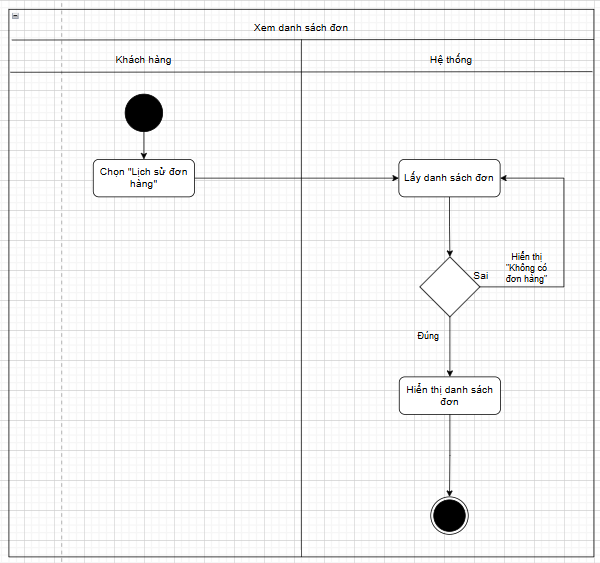 Xem danh sách đơn
Khách hàng
Hệ thống
Chọn "Lịch sử đơn
hàng"
Lấy danh sách đơn
Hiển thị
"Không có
đơn hàng"
Sai
Đúng
Hiển thị danh sách
đơn